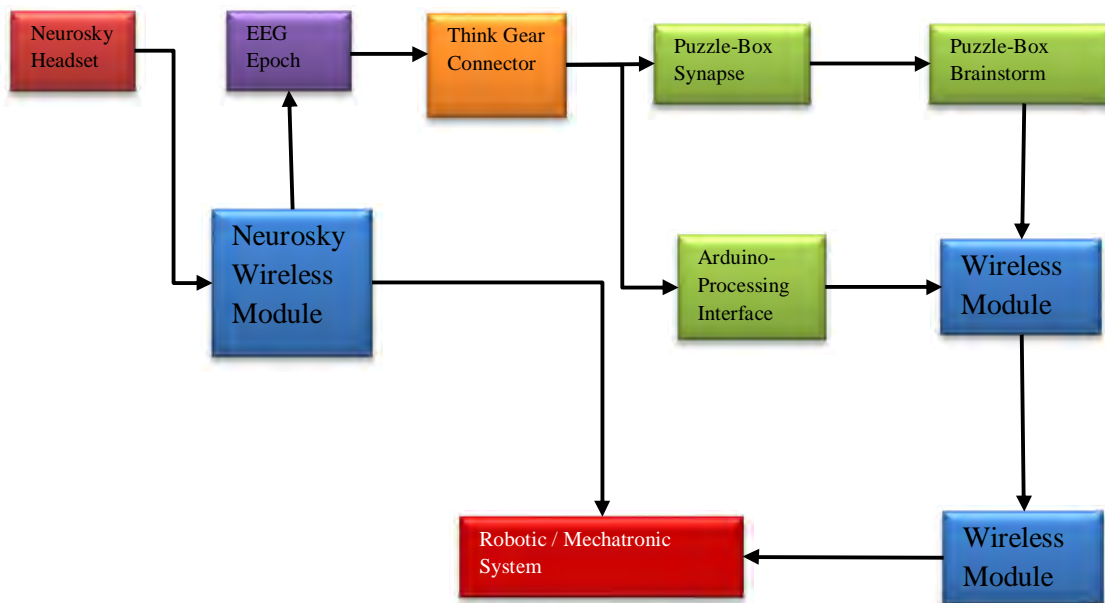 Neurosky
Headset
EEG
Epoch
Think Gear
Connector
Puzzle-Box
Synapse
Puzzle-Box
Brainstorm
Neurosky
Wireless
Module
Arduino-
Processing
Interface
Wireless
Module
Robotic / Mechatronic
System
Wireless
Module